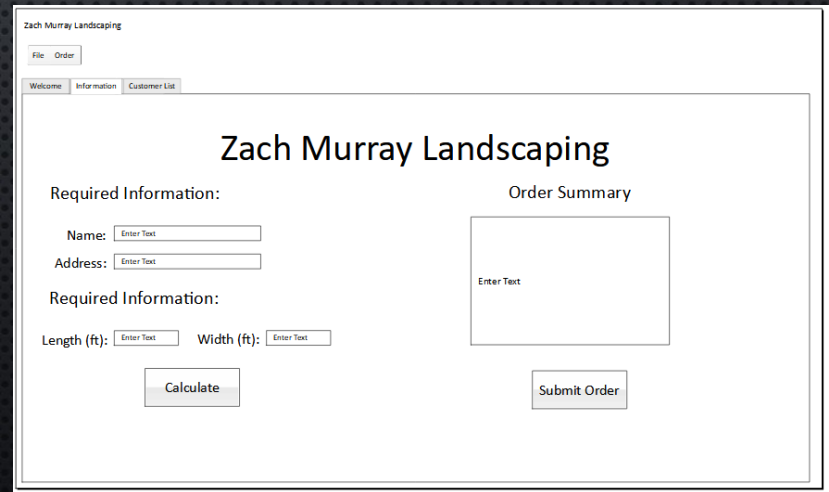 Zach Murray Landscaping
File Order
Welcome Information Customer List
Zach Murray Landscaping
Required Information:
Name: Enter Text
Address: Enter Text
Required Information:
Length (ft): Enter Text Width (ft): Enter Text
Calculate
Order Summary
Enter Text
Submit Order